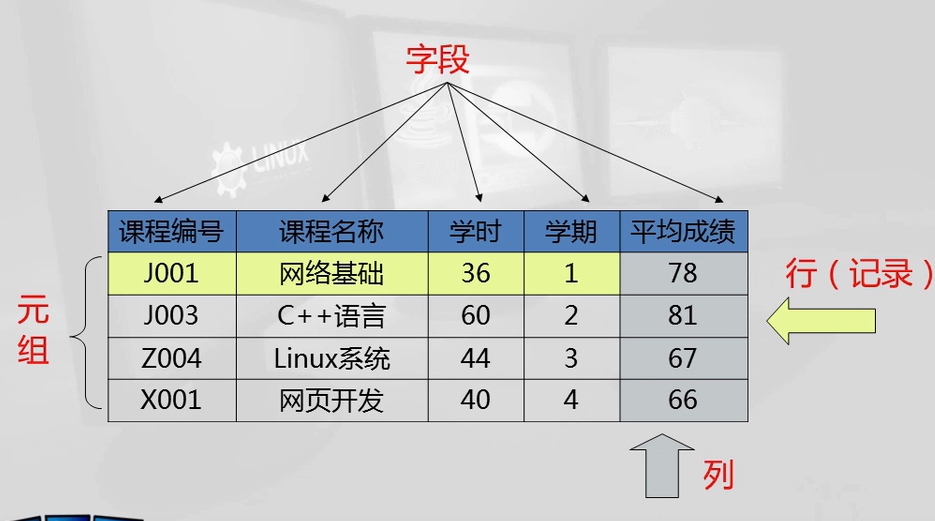 字段
LINUX
课程编号 课程名称 学时 学期 平均成绩
J001 网络基础 36 1 78
J003 C++语言 60 2 81
Z004 Linux系统 44 3 67
X001 网页开发 40 4 66
元组
行（记录）
列